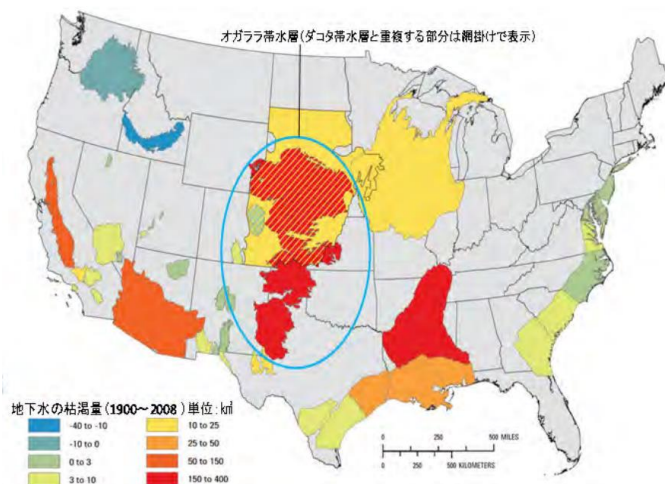 オガララ帯水層(ダコタ帯水層と重複する部分は網掛けで表示)
地下水の枯渇量(1900～2008)単位:㎦
-40 to -10
-10 to 0
0 to 3
3 to 10
10 to 25
25 to 50
50 to 150
150 to 400
0 250 500 MILES
0 250 500 KILOMETERS